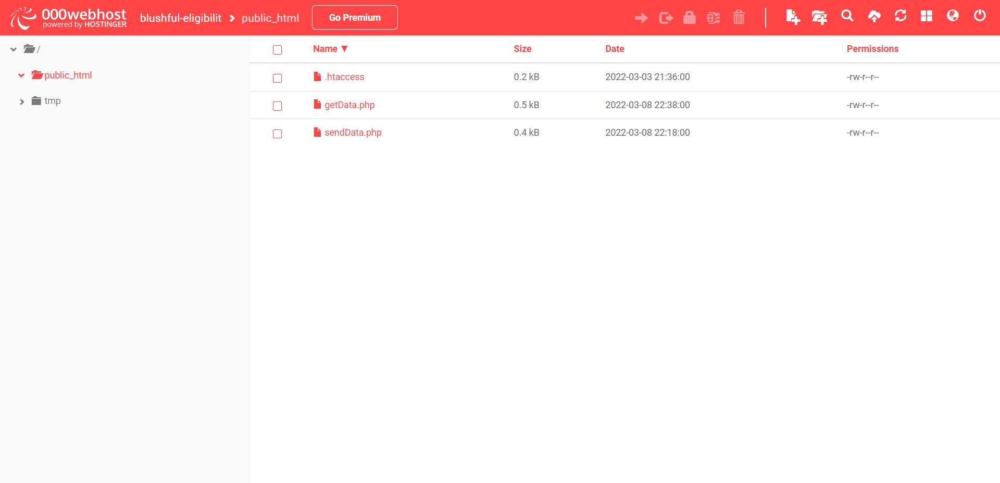 000webhost
powered by HOSTINGER
blushful-eligibilit
public_html
Go Premium
/
public_html
tmp
Name ▼ Size Date Permissions
.htaccess 0.2 kB 2022-03-03 21:36:00 -rw-r--r--
getData.php 0.5 kB 2022-03-08 22:38:00 -rw-r--r--
sendData.php 0.4 kB 2022-03-08 22:18:00 -rw-r--r--